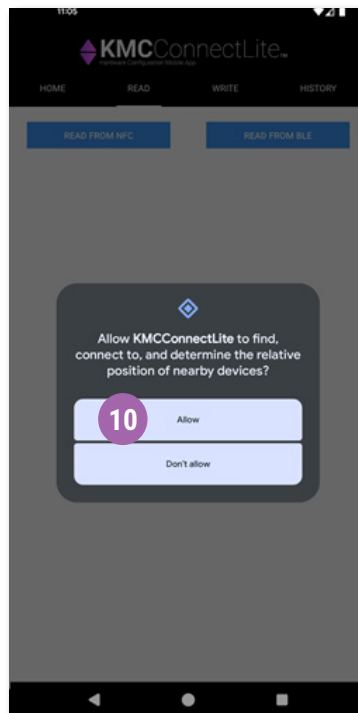 11:05
KMCConnectLite™
Hardware Configuration Mobile App
HOME READ WRITE HISTORY
READ FROM NFC READ FROM BLE
Allow KMCConnectLite to find,
connect to, and determine the relative
position of nearby devices?
10 Allow
Don't allow